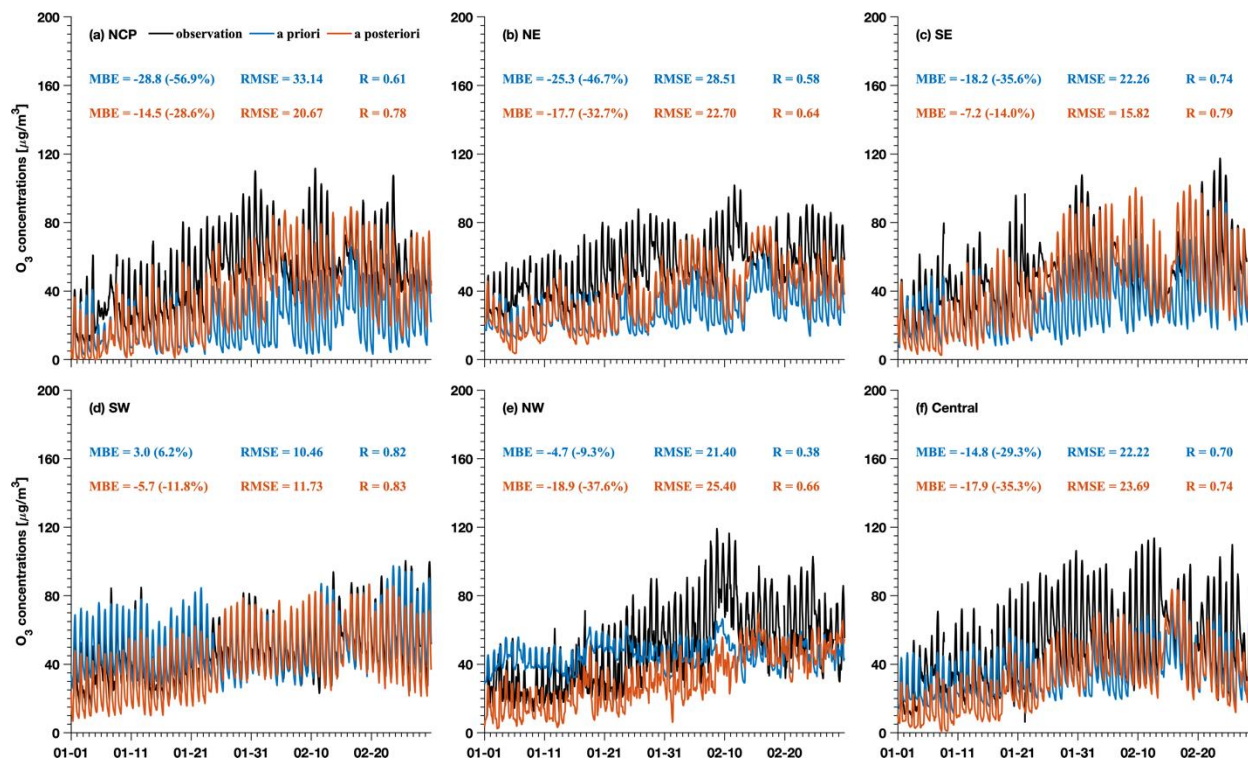 (a) NCP observation a priori a posteriori
MBE = -28.8 (-56.9%) RMSE = 33.14 R = 0.61
MBE = -14.5 (-28.6%) RMSE = 20.67 R = 0.78
O3 concentrations [μg/m3]
200
160
120
80
40
0
(b) NE
MBE = -25.3 (-46.7%) RMSE = 28.51 R = 0.58
MBE = -17.7 (-32.7%) RMSE = 22.70 R = 0.64
200
160
120
80
40
0
(c) SE
MBE = -18.2 (-35.6%) RMSE = 22.26 R = 0.74
MBE = -7.2 (-14.0%) RMSE = 15.82 R = 0.79
200
160
120
80
40
0
(d) SW
MBE = 3.0 (6.2%) RMSE = 10.46 R = 0.82
MBE = -5.7 (-11.8%) RMSE = 11.73 R = 0.83
O3 concentrations [μg/m3]
200
160
120
80
40
0
01-01 01-11 01-21 01-31 02-10 02-20
(e) NW
MBE = -4.7 (-9.3%) RMSE = 21.40 R = 0.38
MBE = -18.9 (-37.6%) RMSE = 25.40 R = 0.66
200
160
120
80
40
0
01-01 01-11 01-21 01-31 02-10 02-20
(f) Central
MBE = -14.8 (-29.3%) RMSE = 22.22 R = 0.70
MBE = -17.9 (-35.3%) RMSE = 23.69 R = 0.74
200
160
120
80
40
0
01-01 01-11 01-21 01-31 02-10 02-20